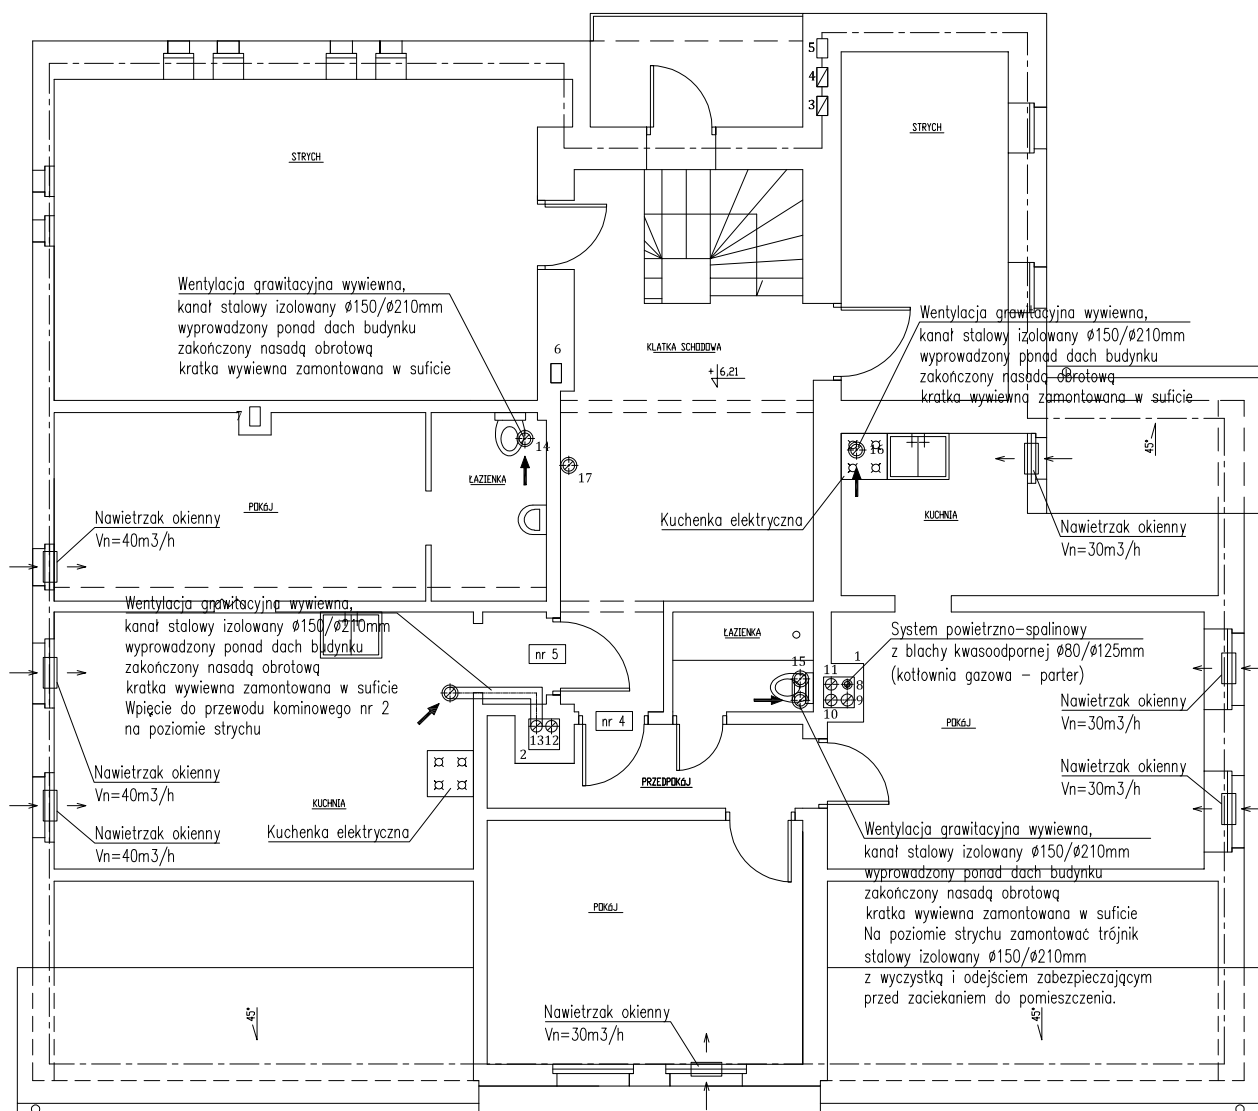 5
4
3
STRYCH
STRYCH
Wentylacja grawitacyjna wywiewna,
kanał stalowy izolowany ø150/ø210mm
wyprowadzony ponad dach budynku
zakończony nasadą obrotową
kratka wywiewna zamontowana w suficie
6
KLATKA SCHODOWA
+6,21
Wentylacja grawitacyjna wywiewna,
kanał stalowy izolowany ø150/ø210mm
wyprowadzony ponad dach budynku
zakończony nasadą obrotową
kratka wywiewna zamontowana w suficie
7
14
17
16
45°
ŁAZIENKA
POKÓJ
Nawietrzak okienny
Vn=40m3/h
Kuchenka elektryczna
KUCHNIA
Nawietrzak okienny
Vn=30m3/h
Wentylacja grawitacyjna wywiewna,
kanał stalowy izolowany ø150/ø210mm
wyprowadzony ponad dach budynku
zakończony nasadą obrotową
kratka wywiewna zamontowana w suficie
Wpięcie do przewodu kominowego nr 2
na poziomie strychu
nr 5
nr 4
ŁAZIENKA
System powietrzno-spalinowy
z blachy kwasoodpornej ø80/ø125mm
(kotłownia gazowa - parter)
15
1
11
8
10
9
13
12
2
POKÓJ
Nawietrzak okienny
Vn=30m3/h
Nawietrzak okienny
Vn=30m3/h
Nawietrzak okienny
Vn=40m3/h
Nawietrzak okienny
Vn=40m3/h
KUCHNIA
Kuchenka elektryczna
PRZEDPOKÓJ
Wentylacja grawitacyjna wywiewna,
kanał stalowy izolowany ø150/ø210mm
wyprowadzony ponad dach budynku
zakończony nasadą obrotową
kratka wywiewna zamontowana w suficie
Na poziomie strychu zamontować trójnik
stalowy izolowany ø150/ø210mm
z wyczystką i odejściem zabezpieczającym
przed zaciekaniem do pomieszczenia.
POKÓJ
45°
45°
Nawietrzak okienny
Vn=30m3/h